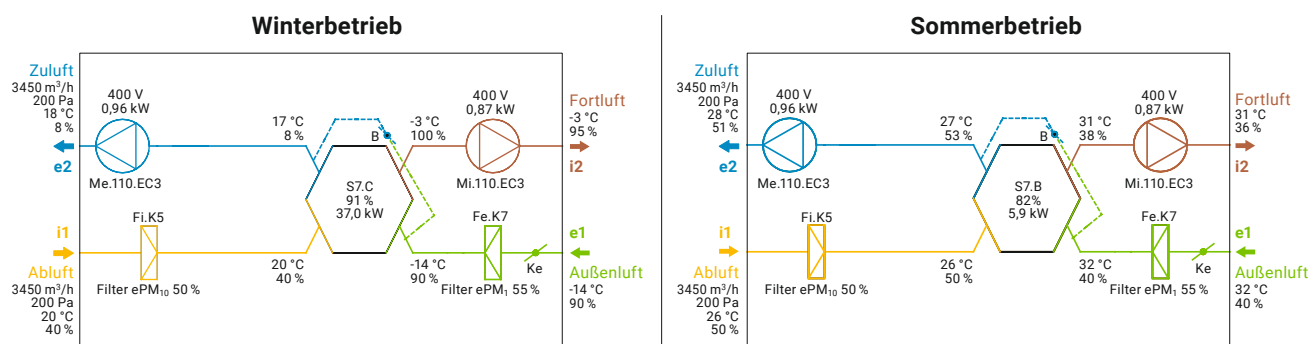 Winterbetrieb
Zuluft
3450 m³/h
200 Pa
18 °C
8 %
e2
400 V
0,96 kW
Me.110.EC3
17 °C
8 %
B
-3 °C
100 %
400 V
0,87 kW
Mi.110.EC3
Fortluft
-3 °C
95 %
i2
S7.C
91 %
37,0 kW
i1
Abluft
3450 m³/h
200 Pa
20 °C
40 %
Fi.K5
Filter ePM₁₀ 50 %
20 °C
40 %
-14 °C
90 %
Fe.K7
Filter ePM₁ 55 %
Ke
e1
Außenluft
-14 °C
90 %
Sommerbetrieb
Zuluft
3450 m³/h
200 Pa
28 °C
51 %
e2
400 V
0,96 kW
Me.110.EC3
27 °C
53 %
B
31 °C
38 %
400 V
0,87 kW
Mi.110.EC3
Fortluft
31 °C
36 %
i2
S7.B
82%
5,9 kW
i1
Abluft
3450 m³/h
200 Pa
26 °C
50 %
Fi.K5
Filter ePM₁₀ 50 %
26 °C
50 %
32 °C
40 %
Fe.K7
Filter ePM₁ 55 %
Ke
e1
Außenluft
32 °C
40 %